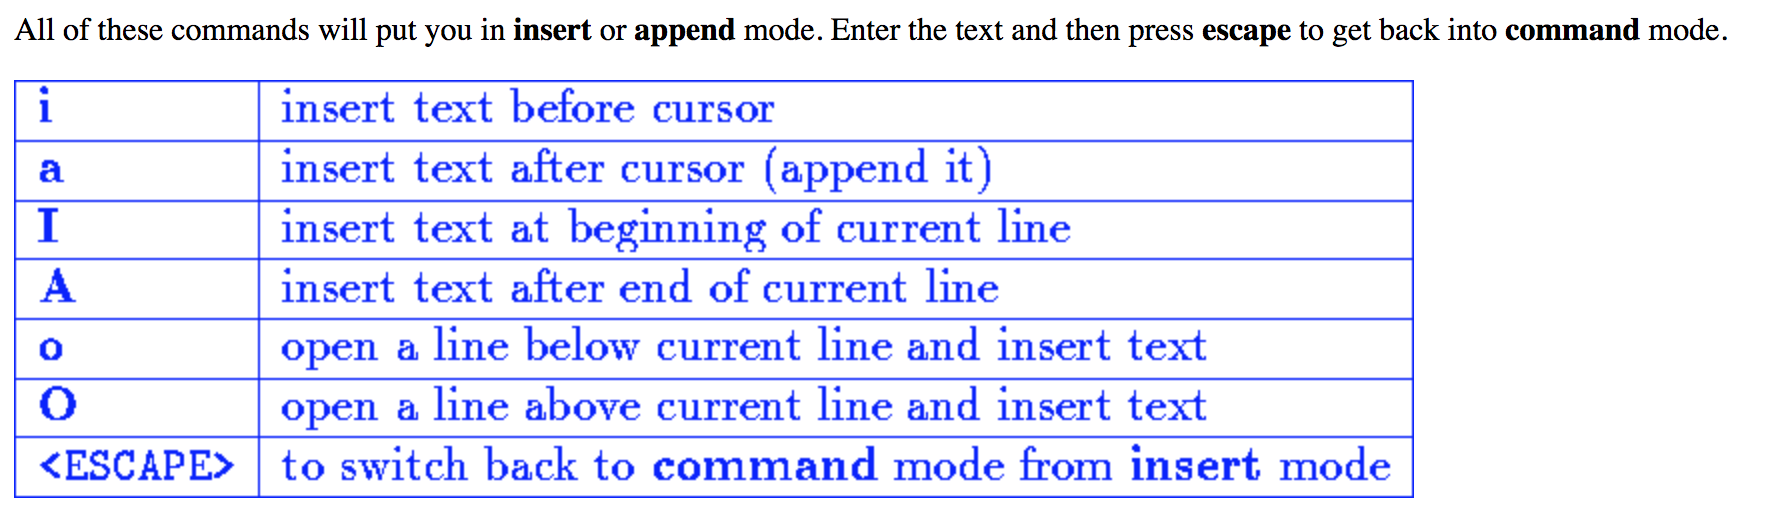 All of these commands will put you in insert or append mode. Enter the text and then press escape to get back into command mode.
i insert text before cursor
a insert text after cursor (append it)
I insert text at beginning of current line
A insert text after end of current line
o open a line below current line and insert text
O open a line above current line and insert text
<ESCAPE> to switch back to command mode from insert mode